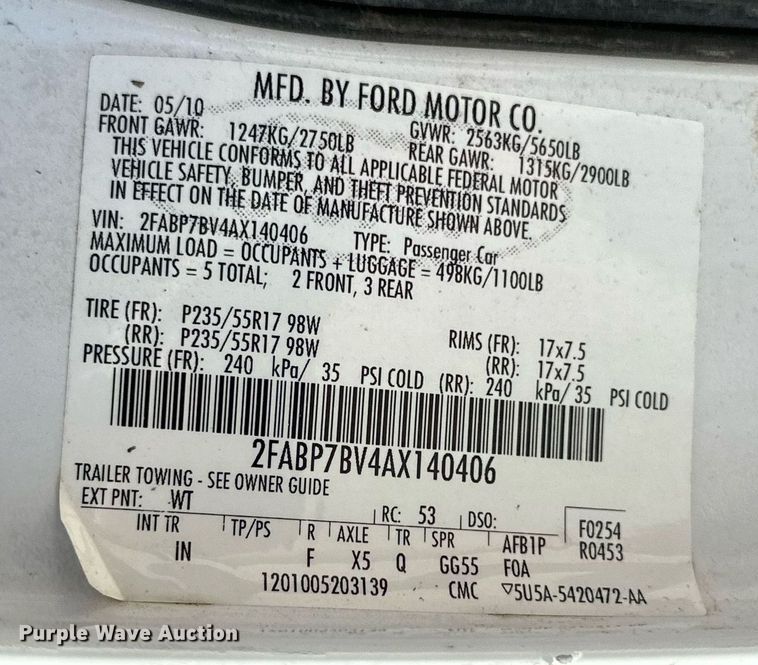 MFD. BY FORD MOTOR CO.
DATE: 05/10 GVWR: 2563KG/5650LB
FRONT GAWR: 1247KG/2750LB REAR GAWR: 1315KG/2900LB
THIS VEHICLE CONFORMS TO ALL APPLICABLE FEDERAL MOTOR
VEHICLE SAFETY, BUMPER, AND THEFT PREVENTION STANDARDS
IN EFFECT ON THE DATE OF MANUFACTURE SHOWN ABOVE.
VIN: 2FABP7BV4AX140406 TYPE: Passenger Car
MAXIMUM LOAD = OCCUPANTS + LUGGAGE = 498KG/1100LB
OCCUPANTS = 5 TOTAL; 2 FRONT, 3 REAR
TIRE (FR): P235/55R17 98W RIMS (FR): 17x7.5
(RR): P235/55R17 98W (RR): 17x7.5
PRESSURE (FR): 240 kPa/ 35 PSI COLD (RR): 240 kPa/ 35 PSI COLD
2FABP7BV4AX140406
TRAILER TOWING - SEE OWNER GUIDE
EXT PNT: WT RC: 53 DSO: F0254
INT TR TP/PS R AXLE TR SPR AFB1P R0453
IN F X5 Q GG55 FOA
1201005203139 CMC ▽5U5A-5420472-AA
Purple Wave Auction